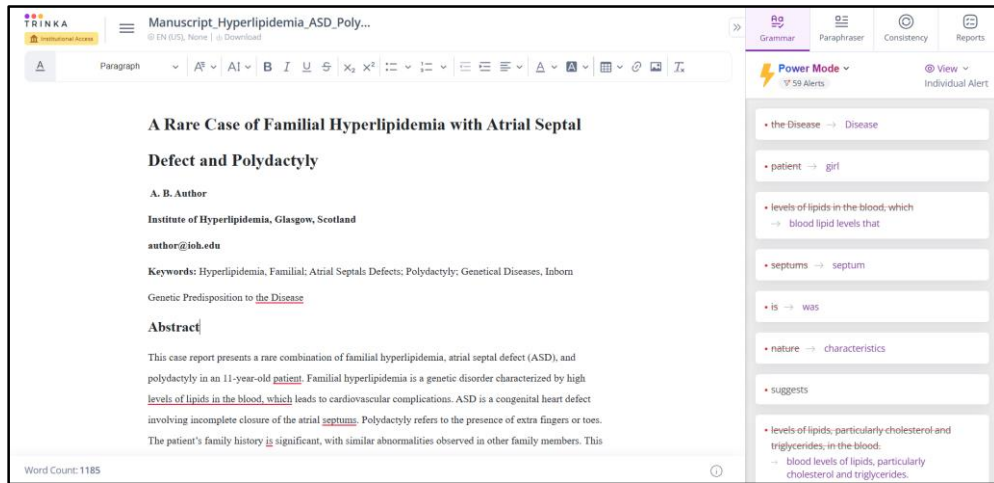 TRINKA
Institutional Access
Manuscript_Hyperlipidemia_ASD_Poly...
EN (US), None | Download
Paragraph
A Rare Case of Familial Hyperlipidemia with Atrial Septal
Defect and Polydactyly
A. B. Author
Institute of Hyperlipidemia, Glasgow, Scotland
author@ioh.edu
Keywords: Hyperlipidemia, Familial; Atrial Septals Defects; Polydactyly; Genetical Diseases, Inborn
Genetic Predisposition to the Disease
Abstract
This case report presents a rare combination of familial hyperlipidemia, atrial septal defect (ASD), and
polydactyly in an 11-year-old patient. Familial hyperlipidemia is a genetic disorder characterized by high
levels of lipids in the blood, which leads to cardiovascular complications. ASD is a congenital heart defect
involving incomplete closure of the atrial septums. Polydactyly refers to the presence of extra fingers or toes.
The patient's family history is significant, with similar abnormalities observed in other family members. This
Word Count: 1185
Grammar
Paraphraser
Consistency
Reports
Power Mode
59 Alerts
View
Individual Alert
the Disease → Disease
patient → girl
levels of lipids in the blood, which
→ blood lipid levels that
septums → septum
is → was
nature → characteristics
suggests
levels of lipids, particularly cholesterol and
triglycerides, in the blood.
→ blood levels of lipids, particularly
cholesterol and triglycerides.